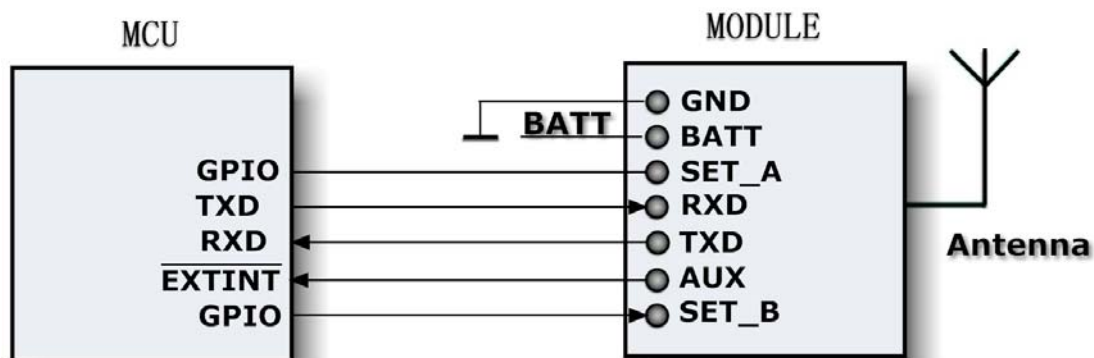 MCU
MODULE
GND
BATT
BATT
GPIO
SET_A
TXD
RXD
RXD
TXD
Antenna
EXTINT
AUX
GPIO
SET_B